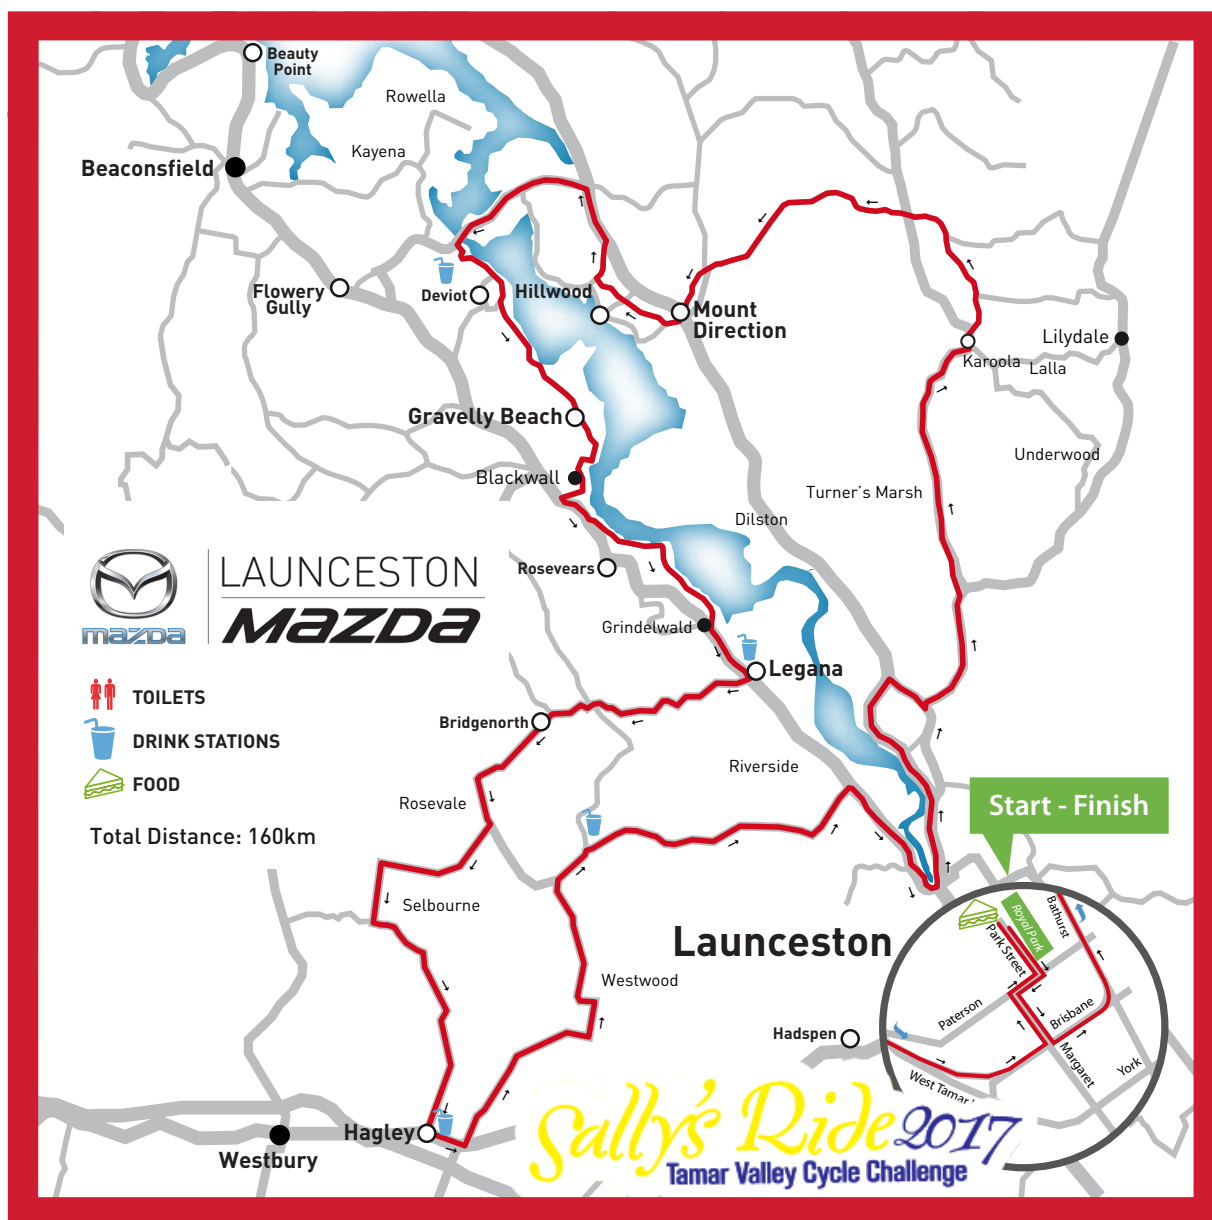 Beauty
Point
Rowella
Kayena
Beaconsfield
Flowery
Gully
Deviot
Hillwood
Mount
Direction
Lilydale
Karoola
Lalla
Gravelly Beach
Blackwall
Underwood
Turner's Marsh
Dilston
Rosevears
Grindelwald
Legana
LAUNCESTON
mazDa
mazDa
TOILETS
DRINK STATIONS
FOOD
Total Distance: 160km
Bridgenorth
Riverside
Rosevale
Start - Finish
Selbourne
Launceston
Westwood
Hadspen
Royal Park
Bathurst
Park Street
Paterson
Brisbane
Margaret
York
West Tamar
Hagley
Westbury
Sally's Ride 2017
Tamar Valley Cycle Challenge